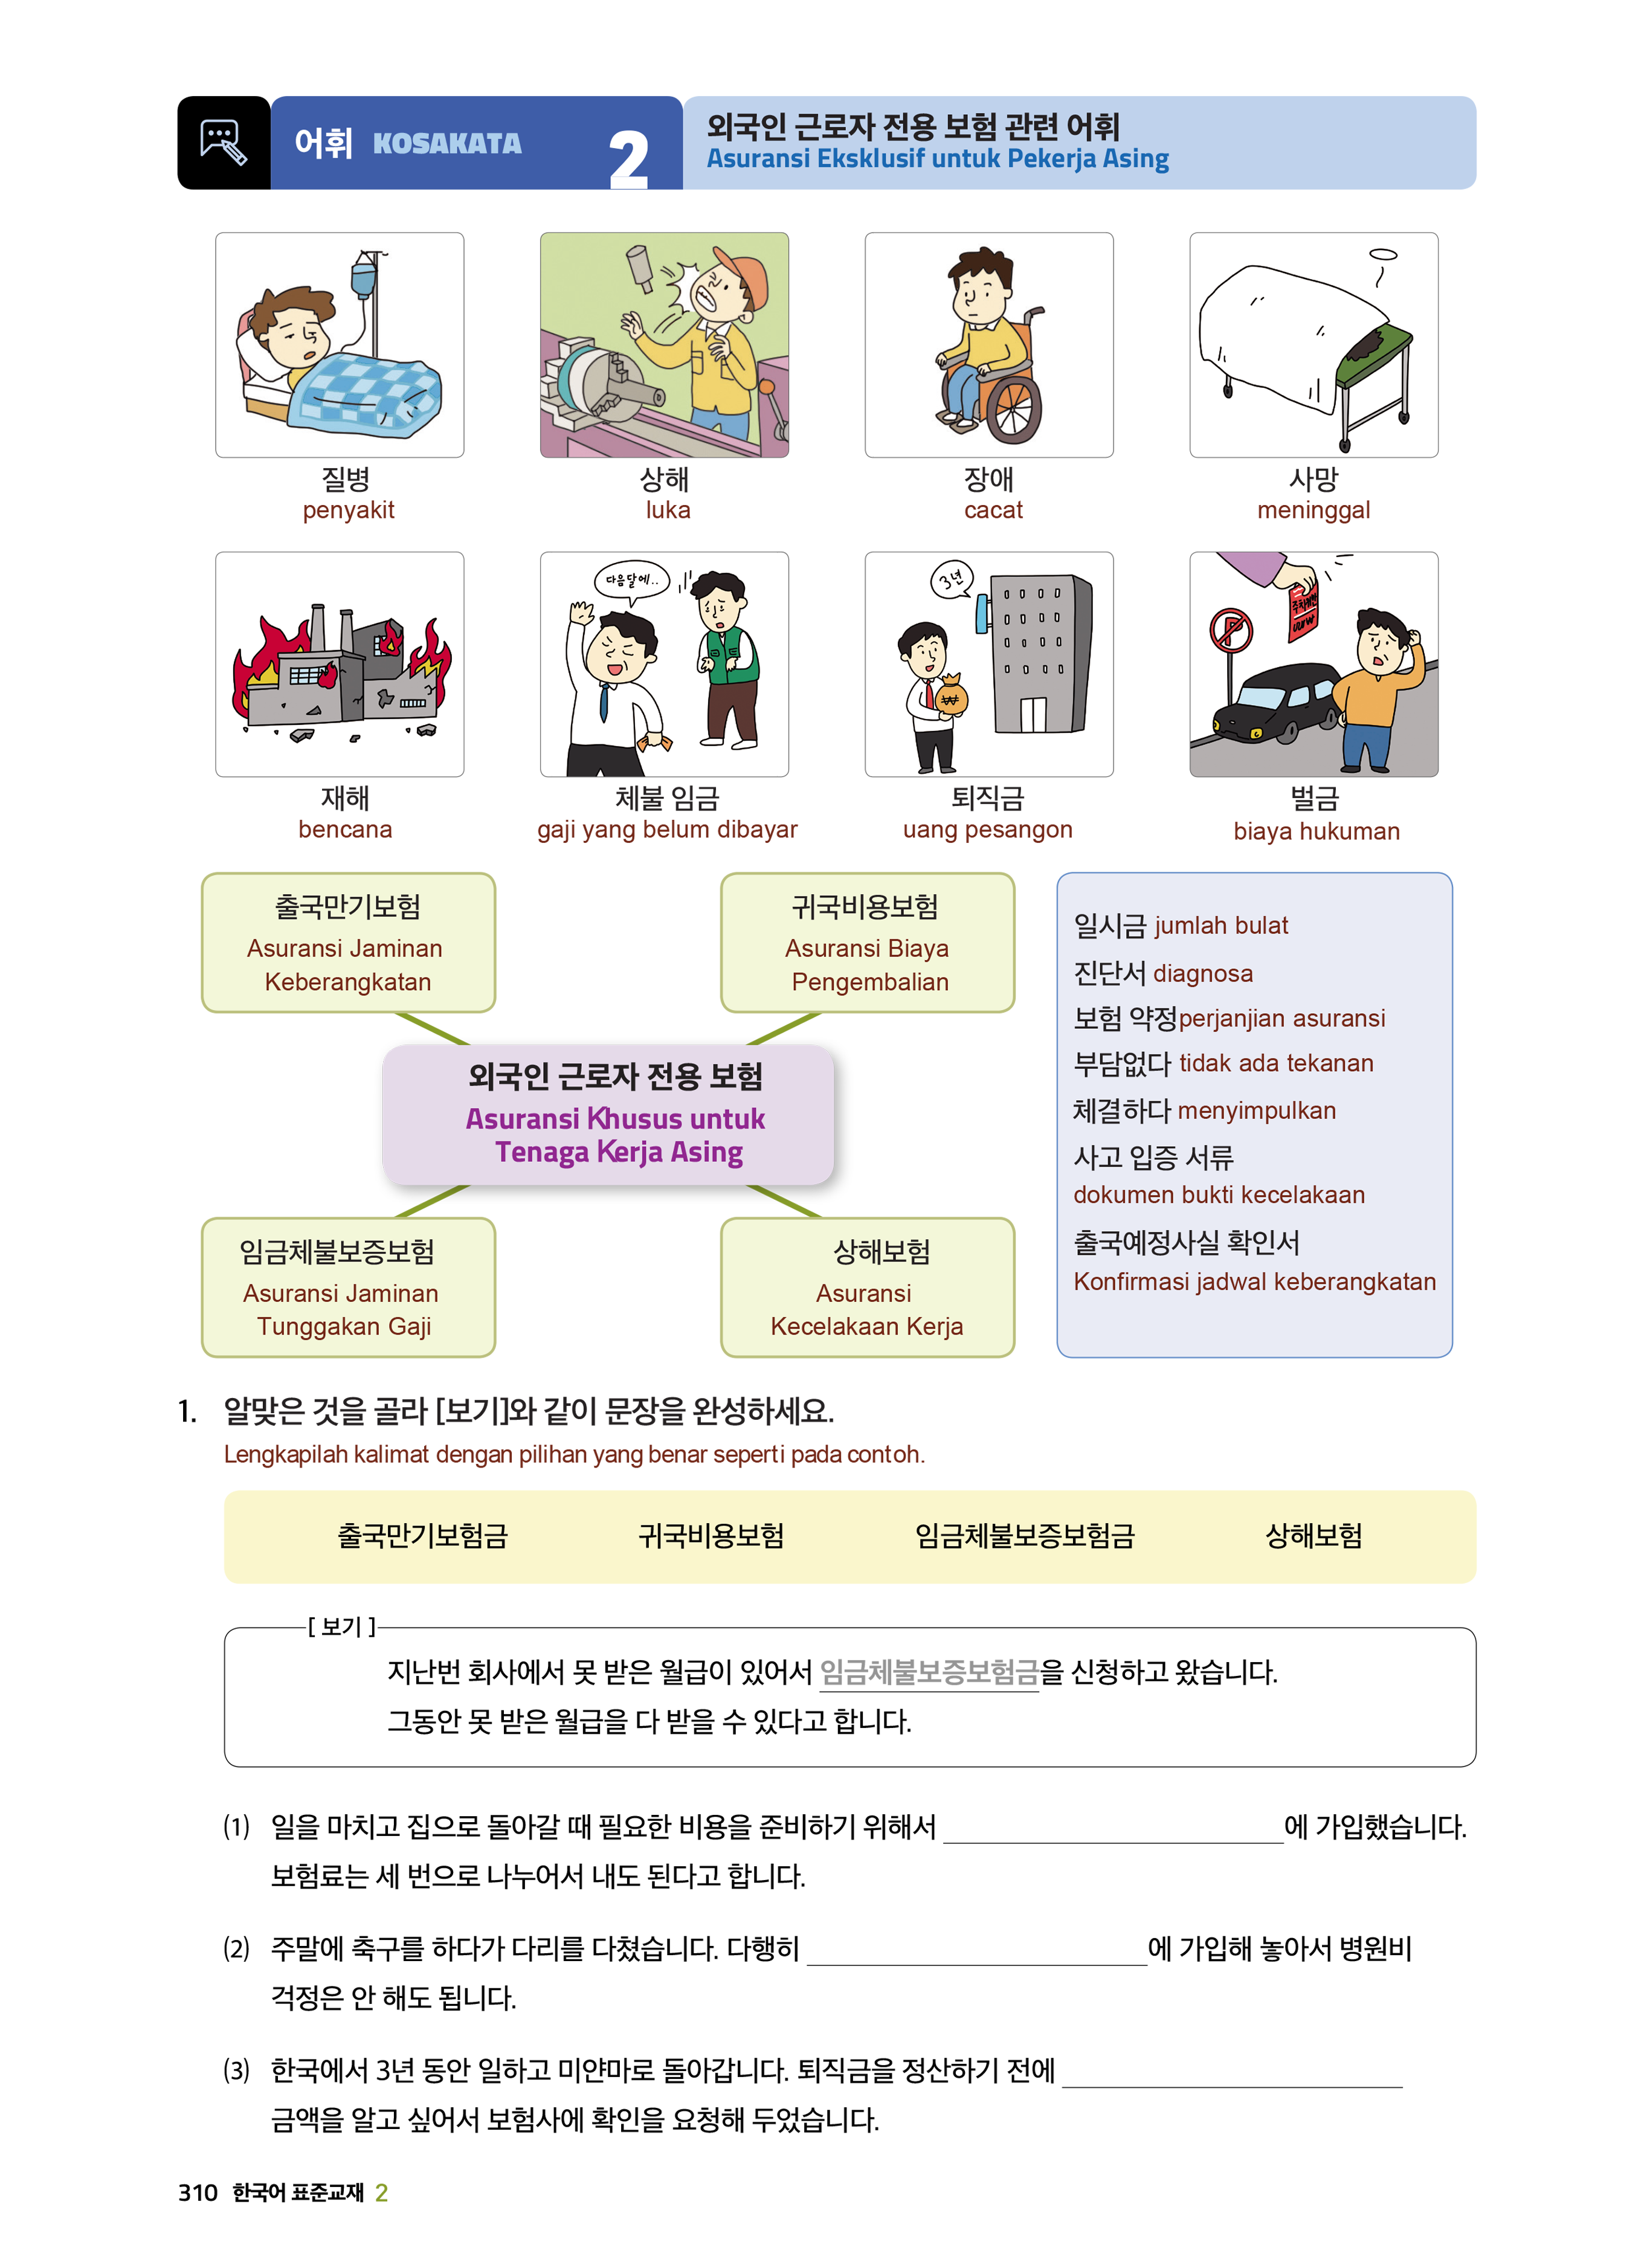 어휘 KOSAKATA 2
외국인 근로자 전용 보험 관련 어휘
Asuransi Eksklusif untuk Pekerja Asing
질병
penyakit
상해
luka
장애
cacat
사망
meninggal
다음달에..
3년
주차위반
재해
bencana
체불 임금
gaji yang belum dibayar
퇴직금
uang pesangon
벌금
biaya hukuman
출국만기보험
Asuransi Jaminan
Keberangkatan
귀국비용보험
Asuransi Biaya
Pengembalian
외국인 근로자 전용 보험
Asuransi Khusus untuk
Tenaga Kerja Asing
임금체불보증보험
Asuransi Jaminan
Tunggakan Gaji
상해보험
Asuransi
Kecelakaan Kerja
일시금 jumlah bulat
진단서 diagnosa
보험 약정perjanjian asuransi
부담없다 tidak ada tekanan
체결하다 menyimpulkan
사고 입증 서류
dokumen bukti kecelakaan
출국예정사실 확인서
Konfirmasi jadwal keberangkatan
1. 알맞은 것을 골라 [보기]와 같이 문장을 완성하세요.
Lengkapilah kalimat dengan pilihan yang benar seperti pada contoh.
출국만기보험금 귀국비용보험 임금체불보증보험금 상해보험
[ 보기 ]
지난번 회사에서 못 받은 월급이 있어서 임금체불보증보험금을 신청하고 왔습니다.
그동안 못 받은 월급을 다 받을 수 있다고 합니다.
(1) 일을 마치고 집으로 돌아갈 때 필요한 비용을 준비하기 위해서 ____________에 가입했습니다.
보험료는 세 번으로 나누어서 내도 된다고 합니다.
(2) 주말에 축구를 하다가 다리를 다쳤습니다. 다행히 ____________에 가입해 놓아서 병원비
걱정은 안 해도 됩니다.
(3) 한국에서 3년 동안 일하고 미얀마로 돌아갑니다. 퇴직금을 정산하기 전에 ____________
금액을 알고 싶어서 보험사에 확인을 요청해 두었습니다.
310 한국어 표준교재 2